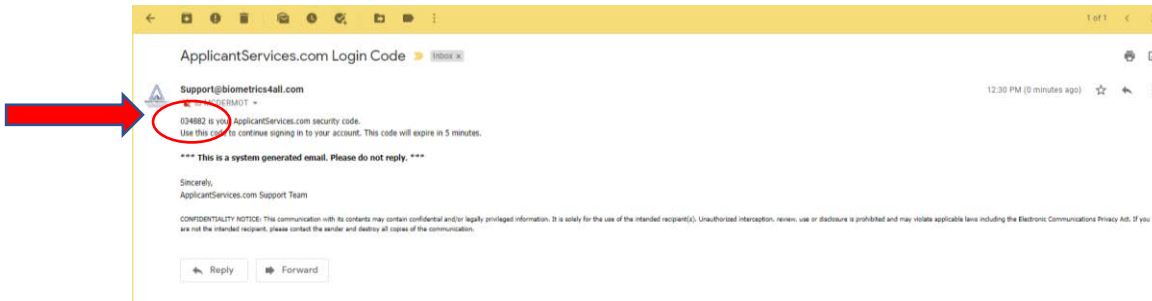 1 of 1
ApplicantServices.com Login Code
Inbox x
Support@biometrics4all.com
12:30 PM (0 minutes ago)
MCDERMOT
034882 is your ApplicantServices.com security code.
Use this code to continue signing in to your account. This code will expire in 5 minutes.
*** This is a system generated email. Please do not reply. ***
Sincerely,
ApplicantServices.com Support Team
CONFIDENTIALITY NOTICE: This communication with its contents may contain confidential and/or legally privileged information. It is solely for the use of the intended recipient(s). Unauthorized interception, review, use or disclosure is prohibited and may violate applicable laws including the Electronic Communications Privacy Act. If you
are not the intended recipient, please contact the sender and destroy all copies of the communication.
Reply
Forward